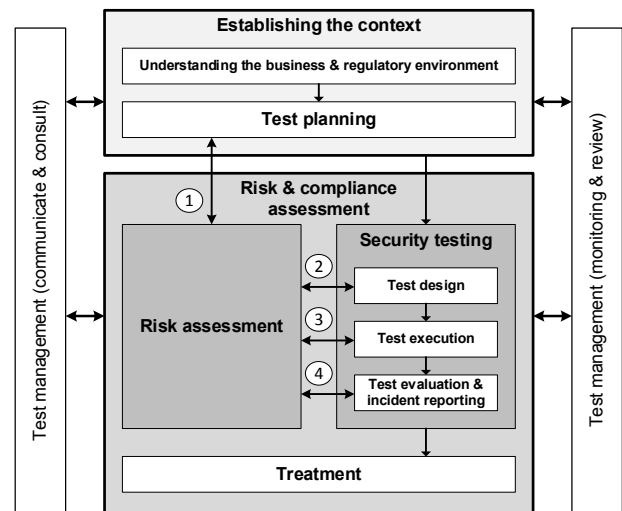 Establishing the context
Understanding the business & regulatory environment
Test planning
Test management (communicate & consult)
Test management (monitoring & review)
1
Risk & compliance
assessment
Risk assessment
Security testing
2
Test design
3
Test execution
4
Test evaluation &
incident reporting
Treatment